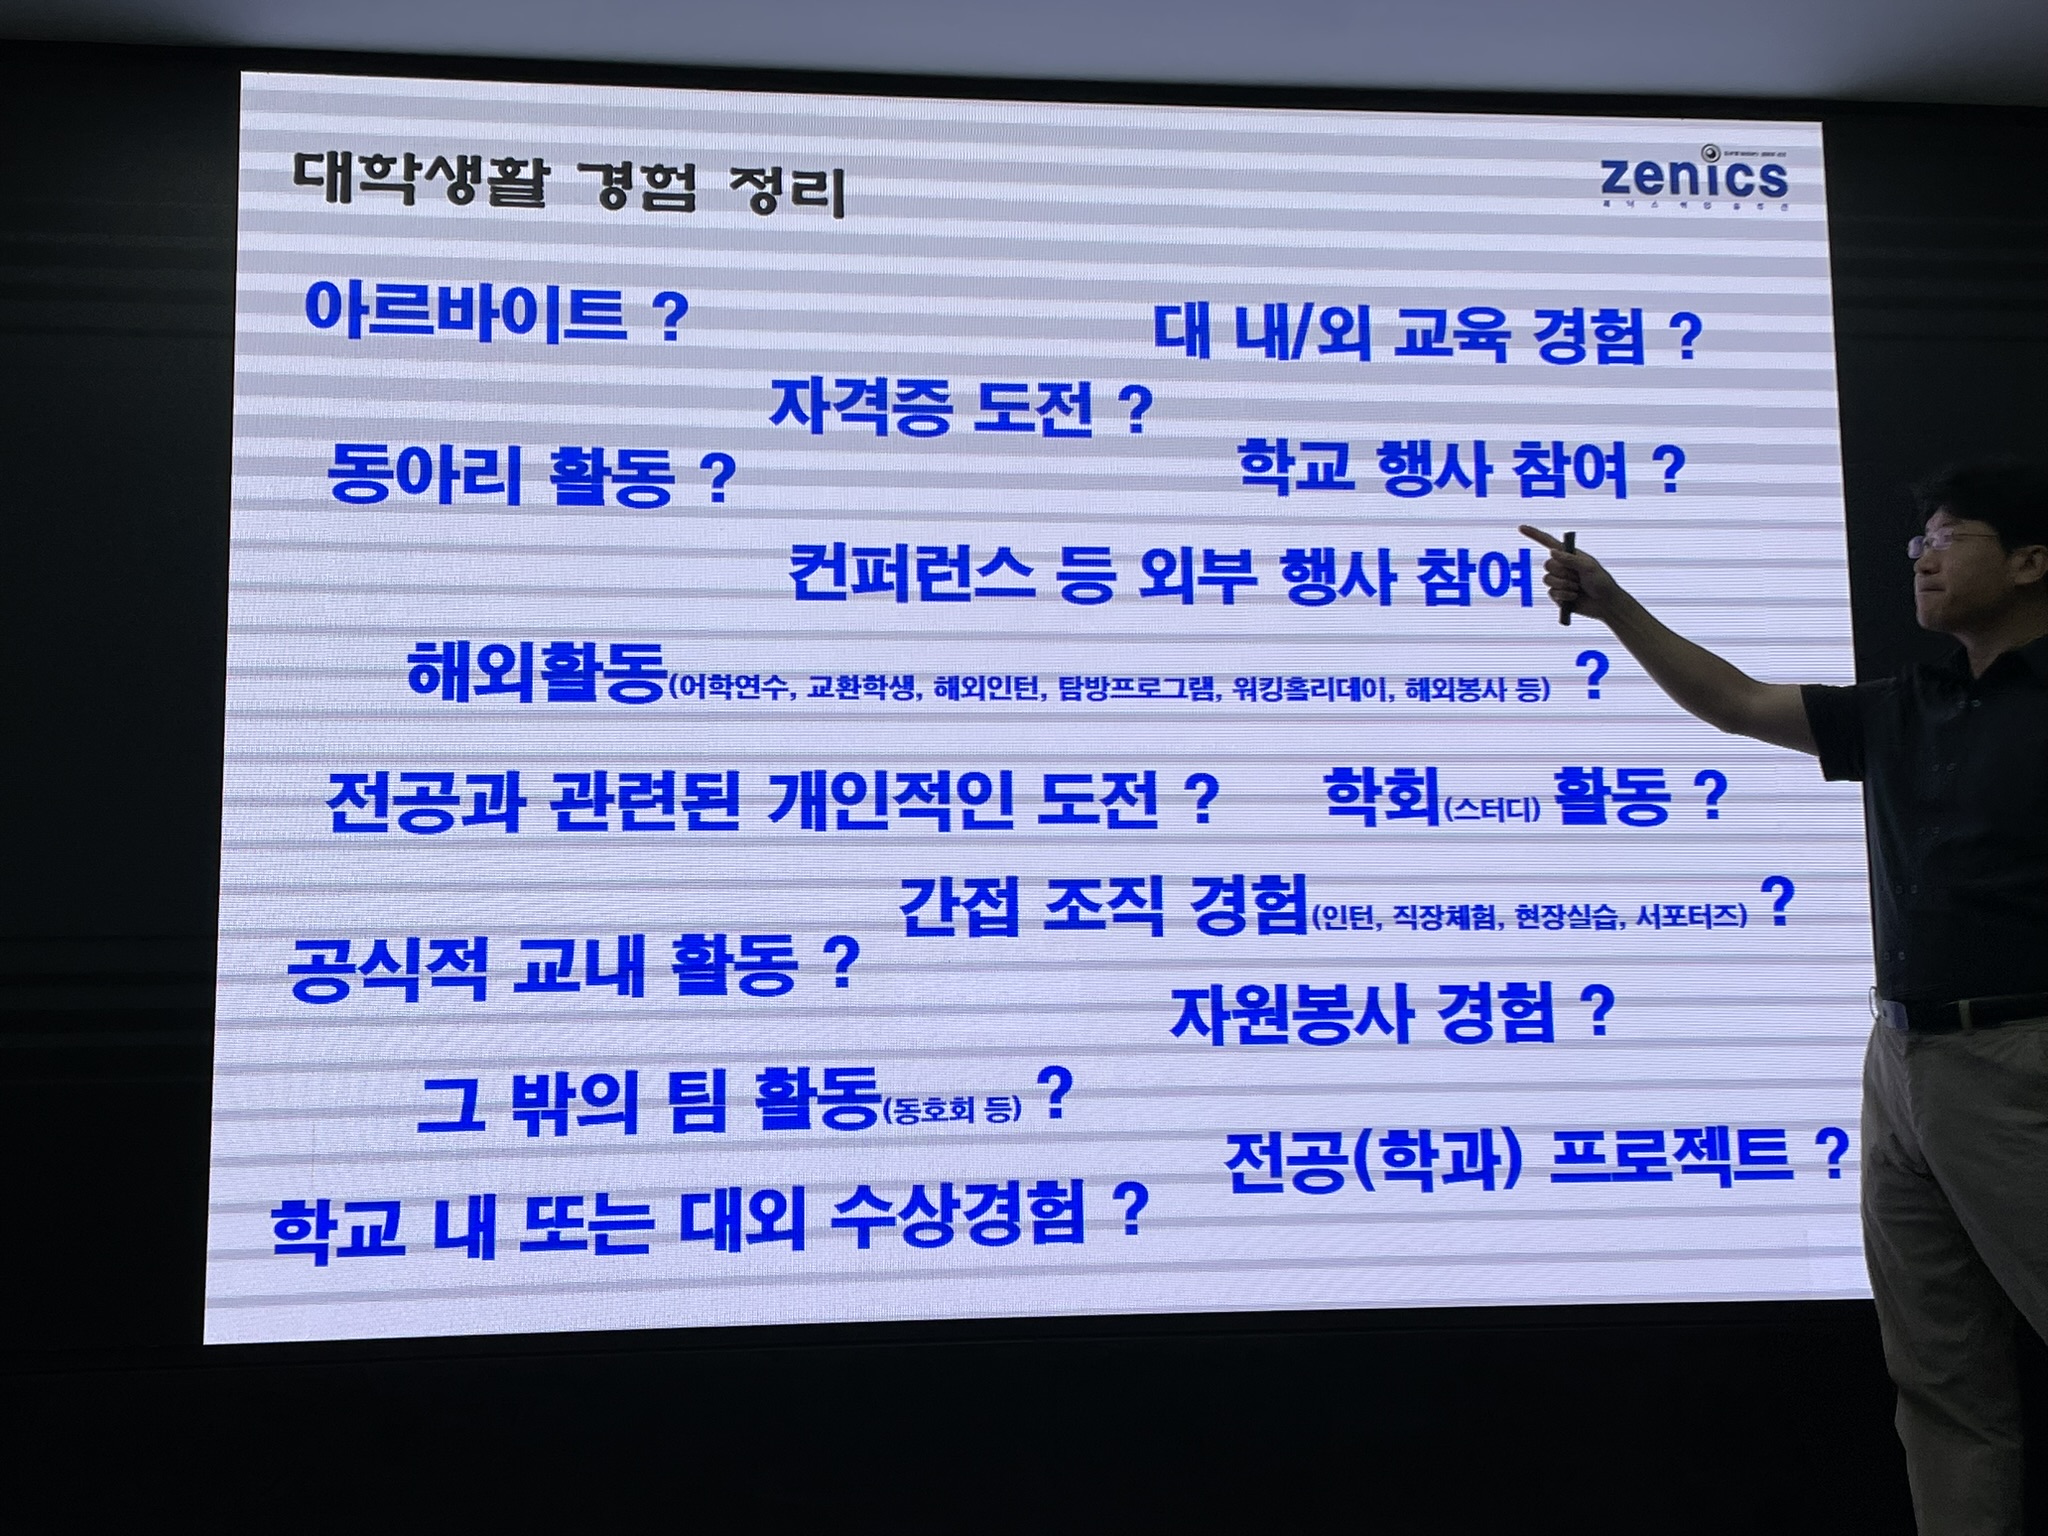 대학생활 경험 정리
zenics
아르바이트 ?
대 내/외 교육 경험 ?
자격증 도전 ?
동아리 활동 ?
학교 행사 참여 ?
컨퍼런스 등 외부 행사 참여
해외활동(어학연수, 교환학생, 해외인턴, 탐방프로그램, 워킹홀리데이, 해외봉사 등) ?
전공과 관련된 개인적인 도전 ?
학회(스터디) 활동 ?
간접 조직 경험(인턴, 직장체험, 현장실습, 서포터즈) ?
공식적 교내 활동 ?
자원봉사 경험 ?
그 밖의 팀 활동(동호회 등) ?
전공(학과) 프로젝트 ?
학교 내 또는 대외 수상경험 ?